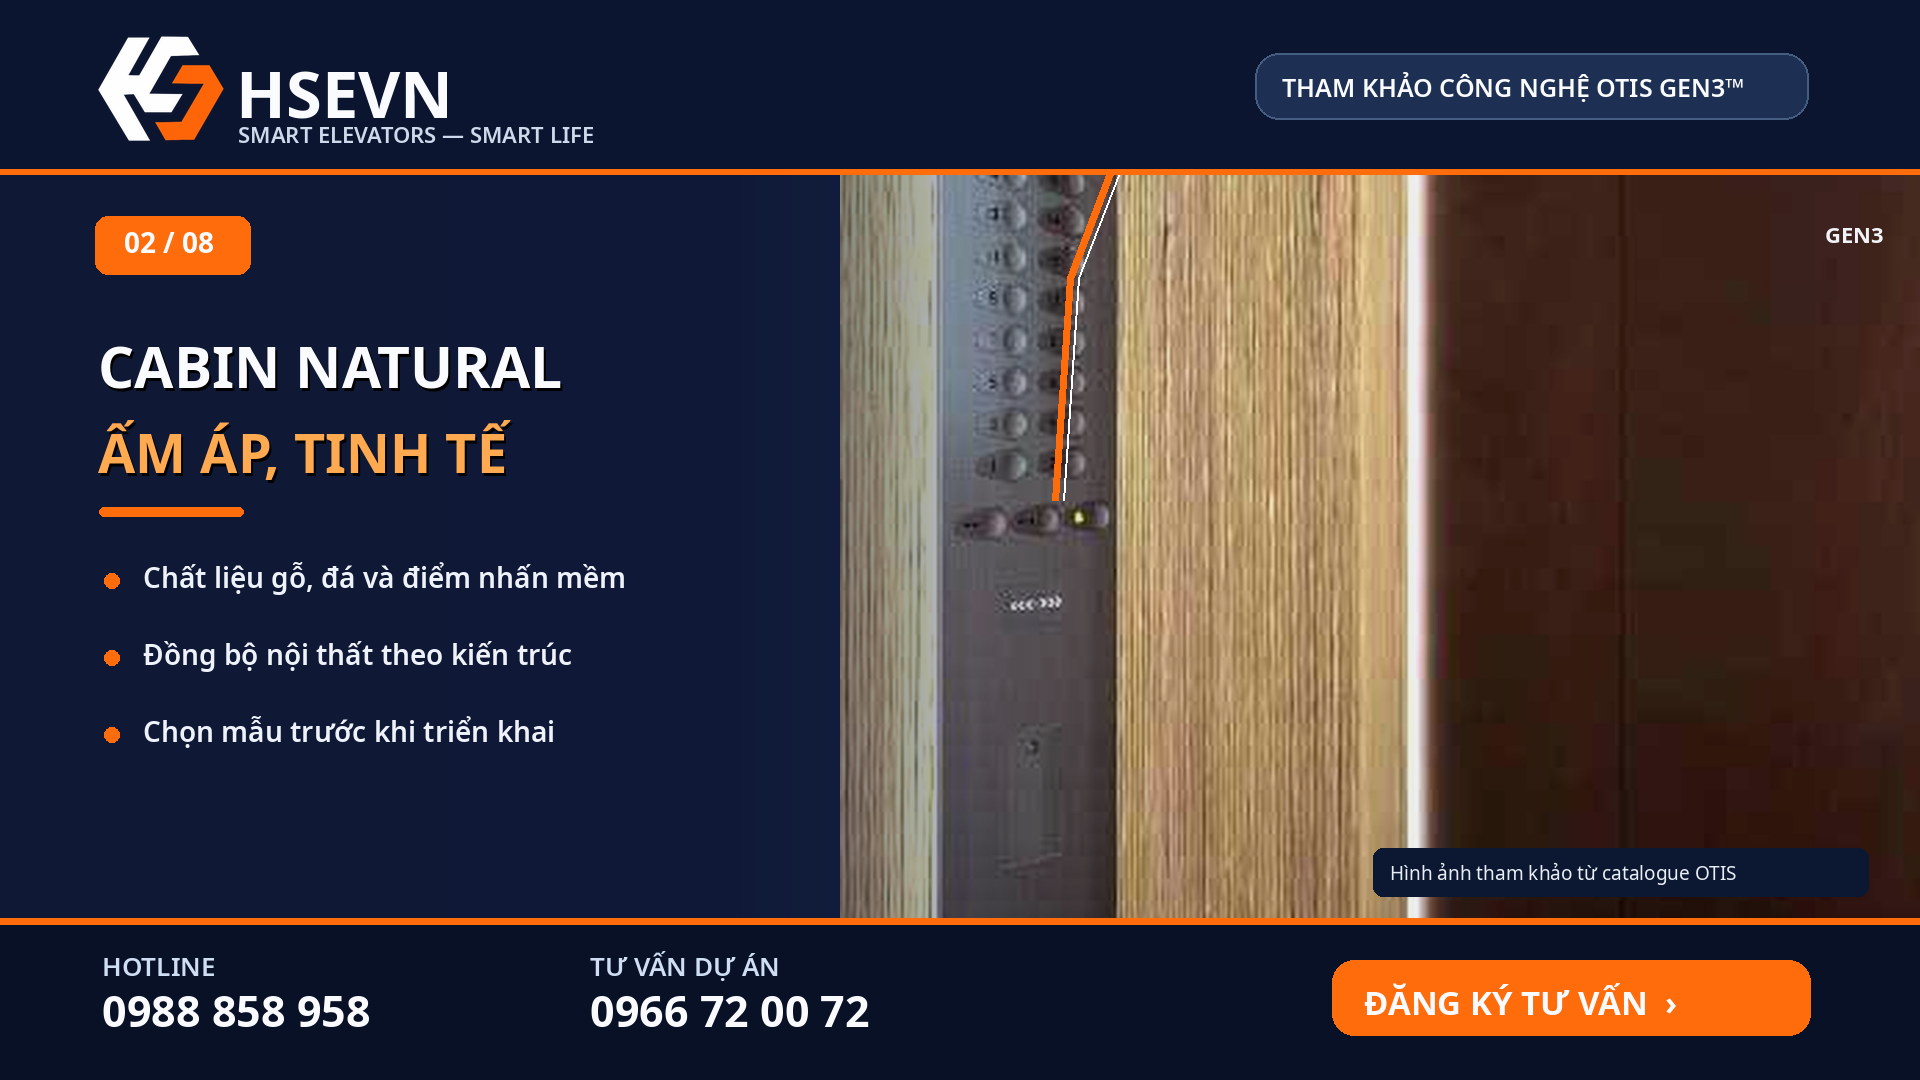 HSEVN
SMART ELEVATORS — SMART LIFE
THAM KHẢO CÔNG NGHỆ OTIS GEN3™
02 / 08
GEN3
CABIN NATURAL
ẤM ÁP, TINH TẾ
Chất liệu gỗ, đá và điểm nhấn mềm
Đồng bộ nội thất theo kiến trúc
Chọn mẫu trước khi triển khai
Hình ảnh tham khảo từ catalogue OTIS
HOTLINE
0988 858 958
TƯ VẤN DỰ ÁN
0966 72 00 72
ĐĂNG KÝ TƯ VẤN ›